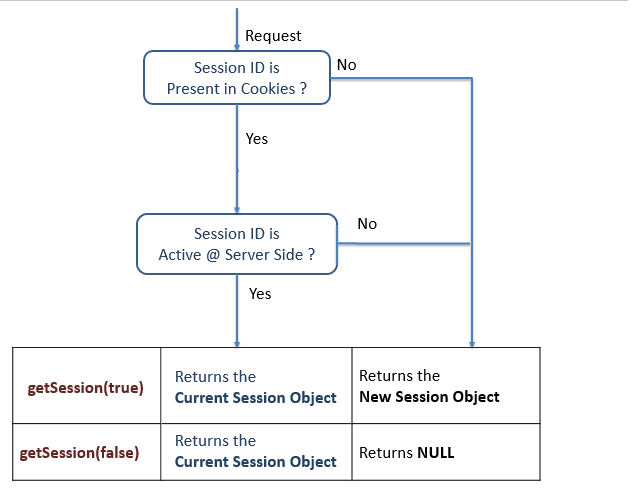 Request
Session ID is
Present in Cookies ?
No
Yes
Session ID is
Active @ Server Side ?
No
Yes
getSession(true)
Returns the
Current Session Object
Returns the
New Session Object
getSession(false)
Returns the
Current Session Object
Returns NULL